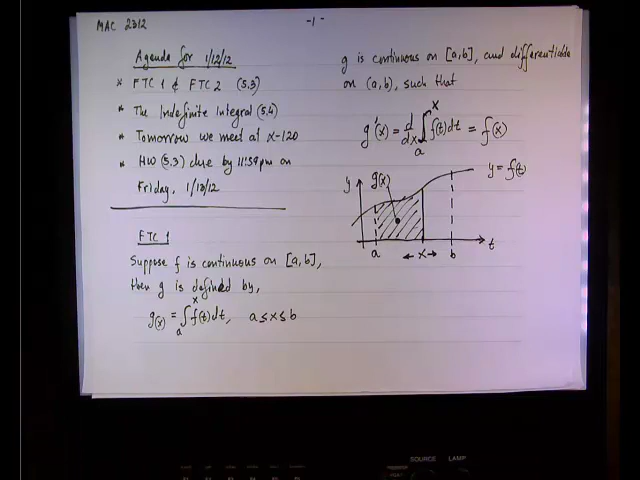 MAC 2312
-1-
Agenda for 1/12/12
* FTC 1 & FTC 2 (5.3)
* The Indefinite Integral (5.4)
* Tomorrow we meet at X-120
* HW (5.3) due by 11:59pm on
Friday, 1/13/12
FTC 1
Suppose f is continuous on [a,b],
then g is defined by,
g(x) = ∫ₐˣ f(t)dt, a≤x≤b
g is continuous on [a,b], and differentiable
on (a,b), such that
g'(x) = d/dx ∫ₐˣ f(t)dt = f(x)
y
g(x)
y = f(t)
a
← x →
b
t
SOURCE LAMP